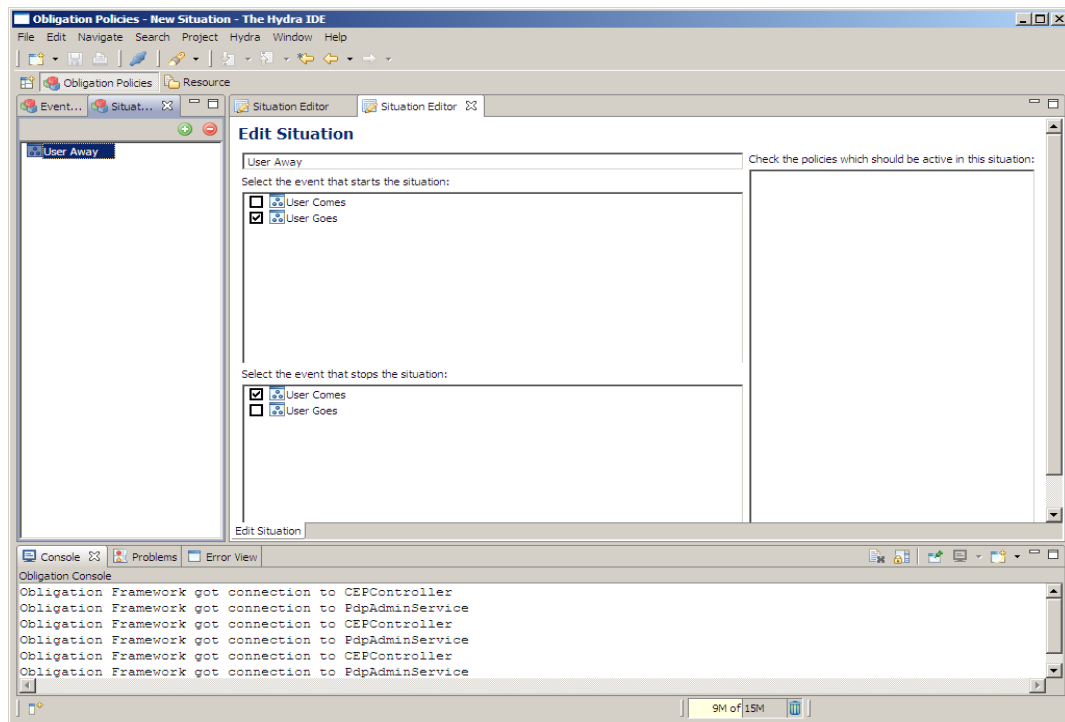 Obligation Policies - New Situation - The Hydra IDE
File Edit Navigate Search Project Hydra Window Help
Obligation Policies Resource
Event... Situat... Situation Editor Situation Editor
Edit Situation
User Away
User Away
Check the policies which should be active in this situation:
Select the event that starts the situation:
User Comes
User Goes
Select the event that stops the situation:
User Comes
User Goes
Edit Situation
Console Problems Error View
Obligation Console
Obligation Framework got connection to CEPController
Obligation Framework got connection to PdpAdminService
Obligation Framework got connection to CEPController
Obligation Framework got connection to PdpAdminService
Obligation Framework got connection to CEPController
Obligation Framework got connection to PdpAdminService
9M of 15M